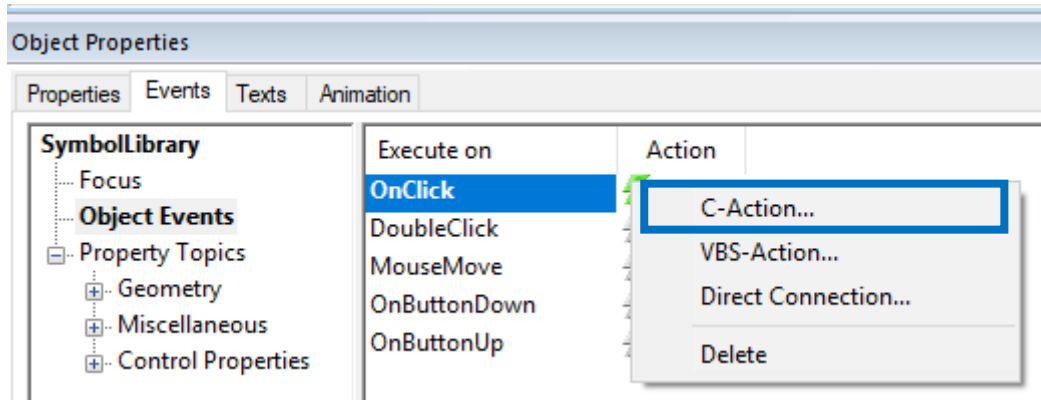 Object Properties
Properties Events Texts Animation
SymbolLibrary
Focus
Object Events
Property Topics
Geometry
Miscellaneous
Control Properties
Execute on Action
OnClick
DoubleClick
MouseMove
OnButtonDown
OnButtonUp
C-Action...
VBS-Action...
Direct Connection...
Delete